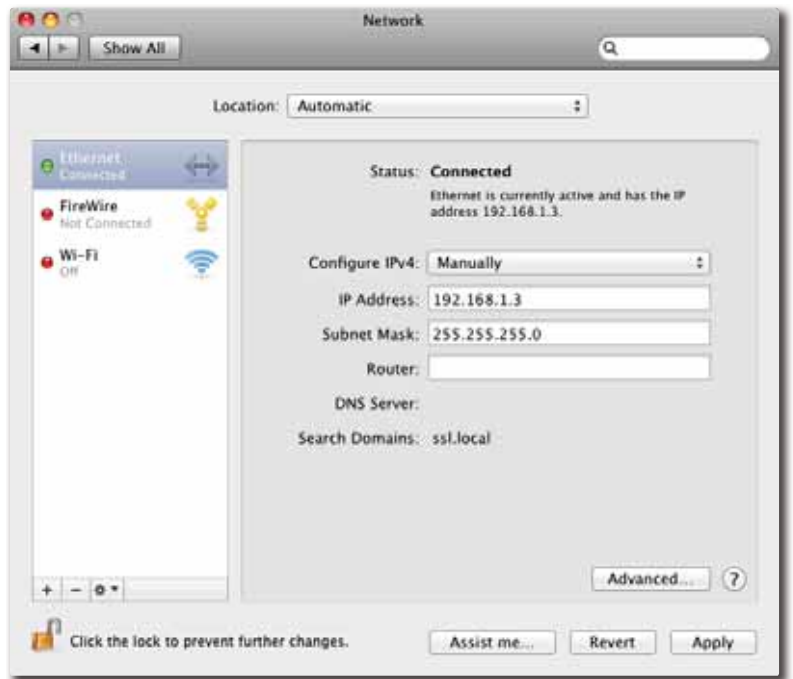 Network
Show All
Location: Automatic
Ethernet
Connected
FireWire
Not Connected
Wi-Fi
Off
Status: Connected
Ethernet is currently active and has the IP
address 192.168.1.3.
Configure IPv4: Manually
IP Address: 192.168.1.3
Subnet Mask: 255.255.255.0
Router:
DNS Server:
Search Domains: ssl.local
Advanced... ?
+ -
Click the lock to prevent further changes.
Assist me... Revert Apply